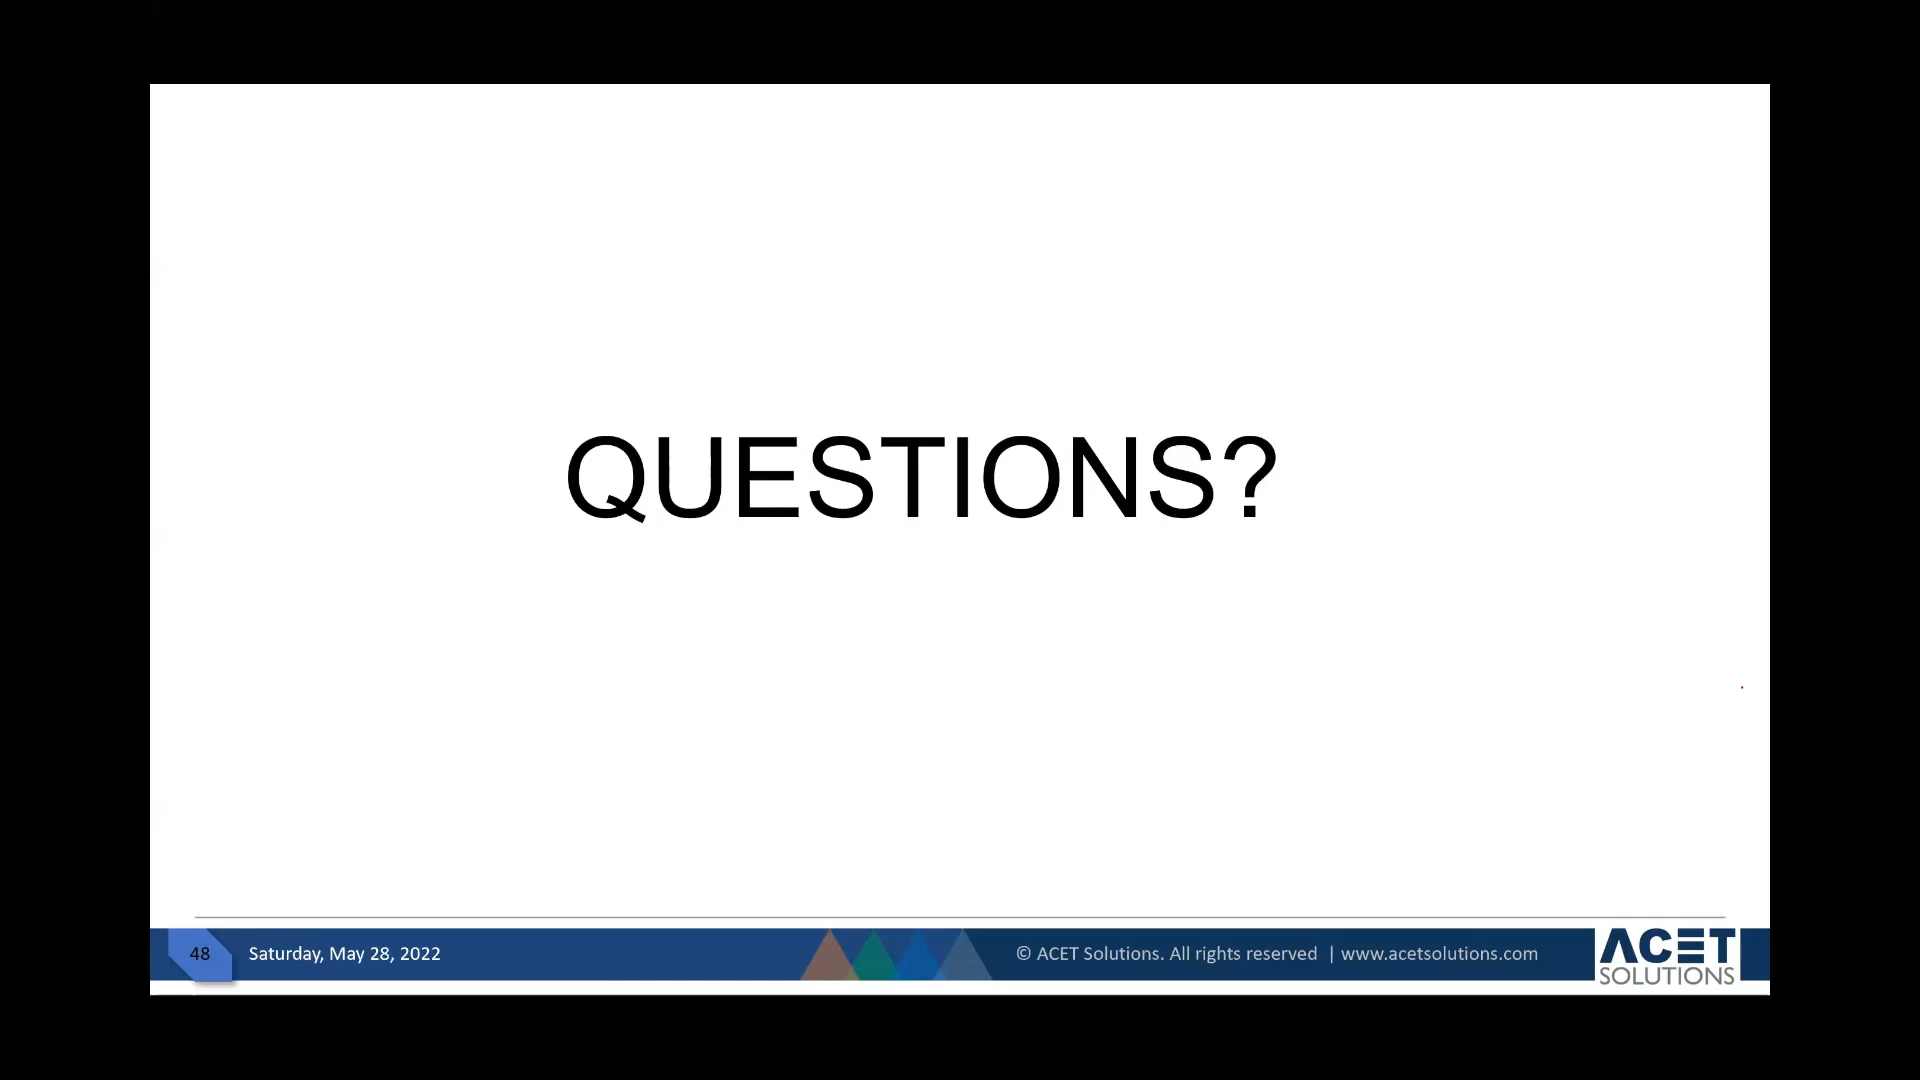 QUESTIONS?
48 Saturday, May 28, 2022 © ACET Solutions. All rights reserved | www.acetsolutions.com
ACET
SOLUTIONS